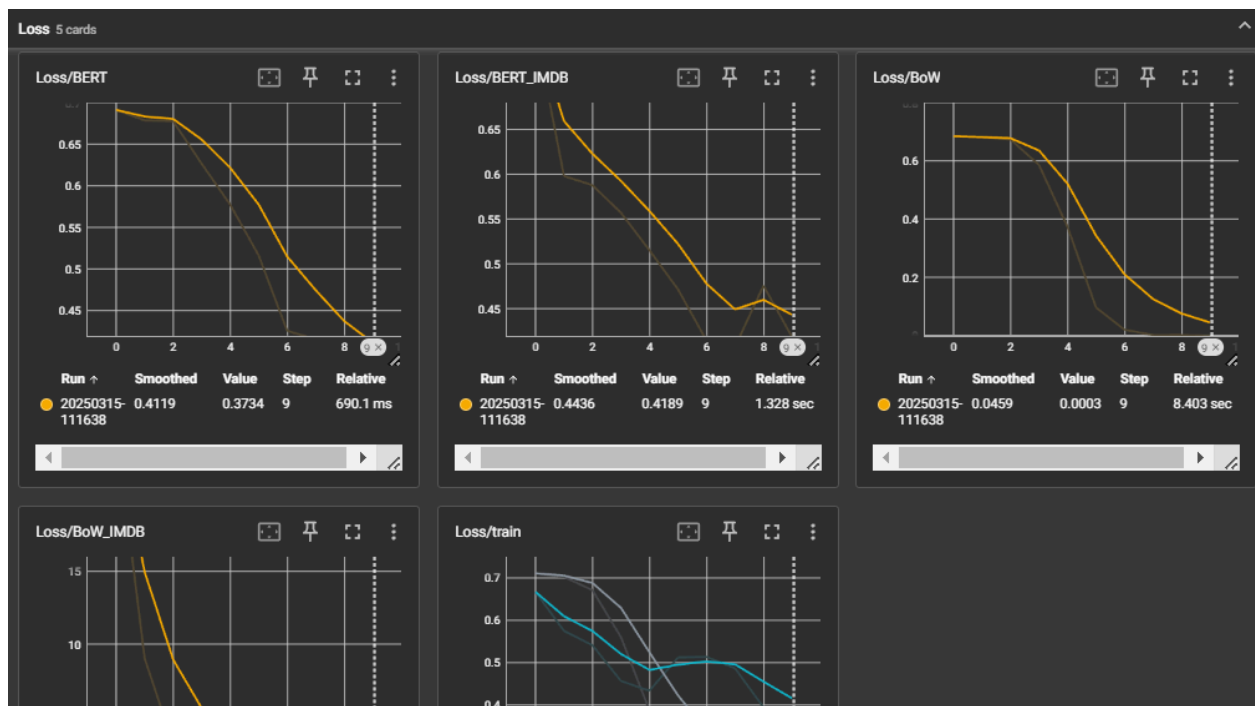 Loss 5 cards
Loss/BERT
0.65
0.6
0.55
0.5
0.45
0 2 4 6 8 9 ×
Run ↑ Smoothed Value Step Relative
20250315-111638 0.4119 0.3734 9 690.1 ms
Loss/BERT_IMDB
0.65
0.6
0.55
0.5
0.45
0 2 4 6 8 9 ×
Run ↑ Smoothed Value Step Relative
20250315-111638 0.4436 0.4189 9 1.328 sec
Loss/BoW
0.6
0.4
0.2
0 2 4 6 8 9 ×
Run ↑ Smoothed Value Step Relative
20250315-111638 0.0459 0.0003 9 8.403 sec
Loss/BoW_IMDB
15
10
Loss/train
0.7
0.6
0.5
0.4